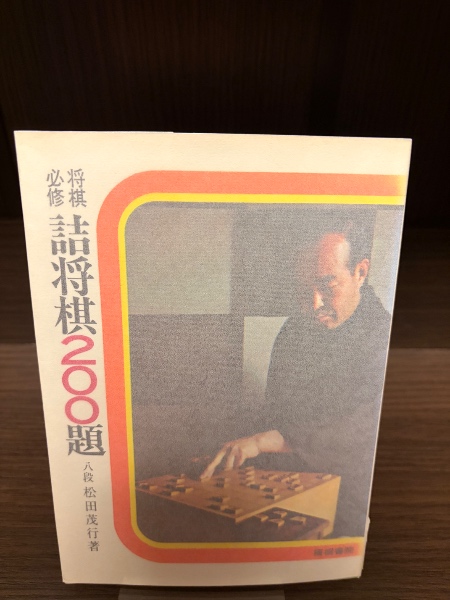 将棋
必修
詰将棋200題
八段 松田茂行著